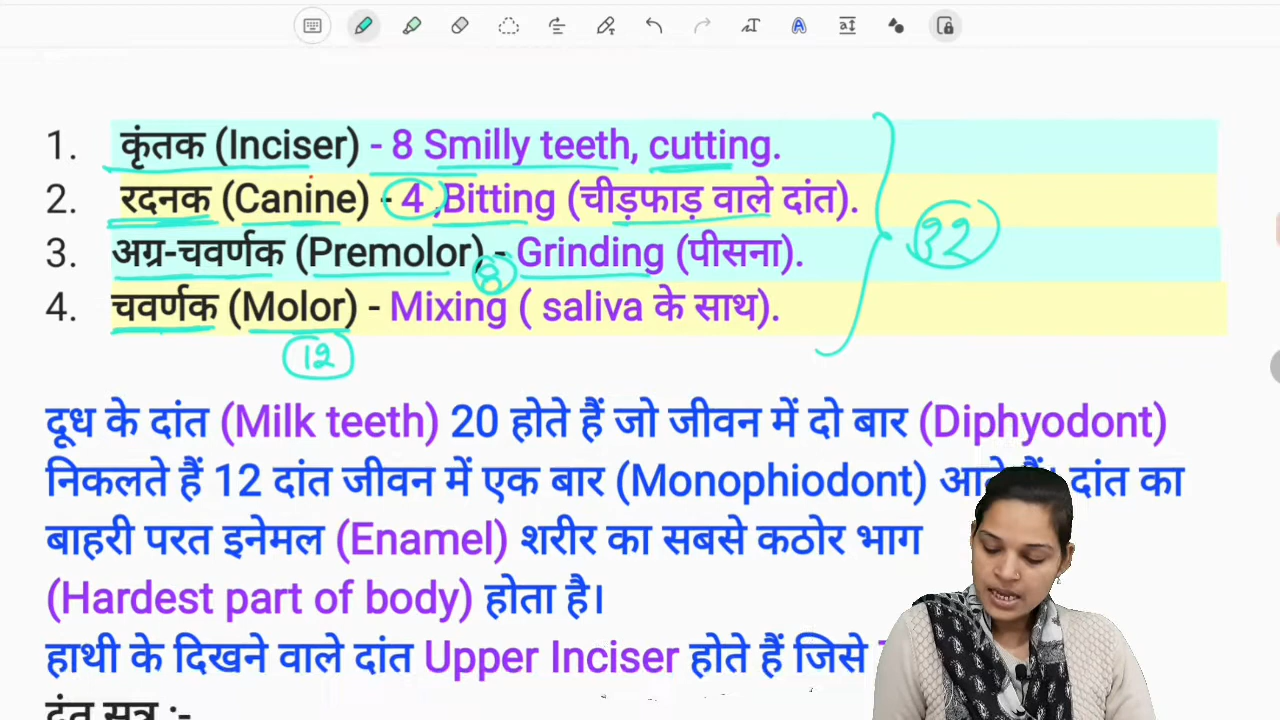 1. कृंतक (Inciser) - 8 Smilly teeth, cutting.
2. रदनक (Canine) - 4 ,Bitting (चीड़फाड़ वाले दांत).
3. अग्र-चवर्णक (Premolor) - Grinding (पीसना).
8
4. चवर्णक (Molor) - Mixing ( saliva के साथ).
12
32
दूध के दांत (Milk teeth) 20 होते हैं जो जीवन में दो बार (Diphyodont)
निकलते हैं 12 दांत जीवन में एक बार (Monophiodont) आते हैं। दांत का
बाहरी परत इनेमल (Enamel) शरीर का सबसे कठोर भाग
(Hardest part of body) होता है।
हाथी के दिखने वाले दांत Upper Inciser होते हैं जिसे
दंत सूत्र :-